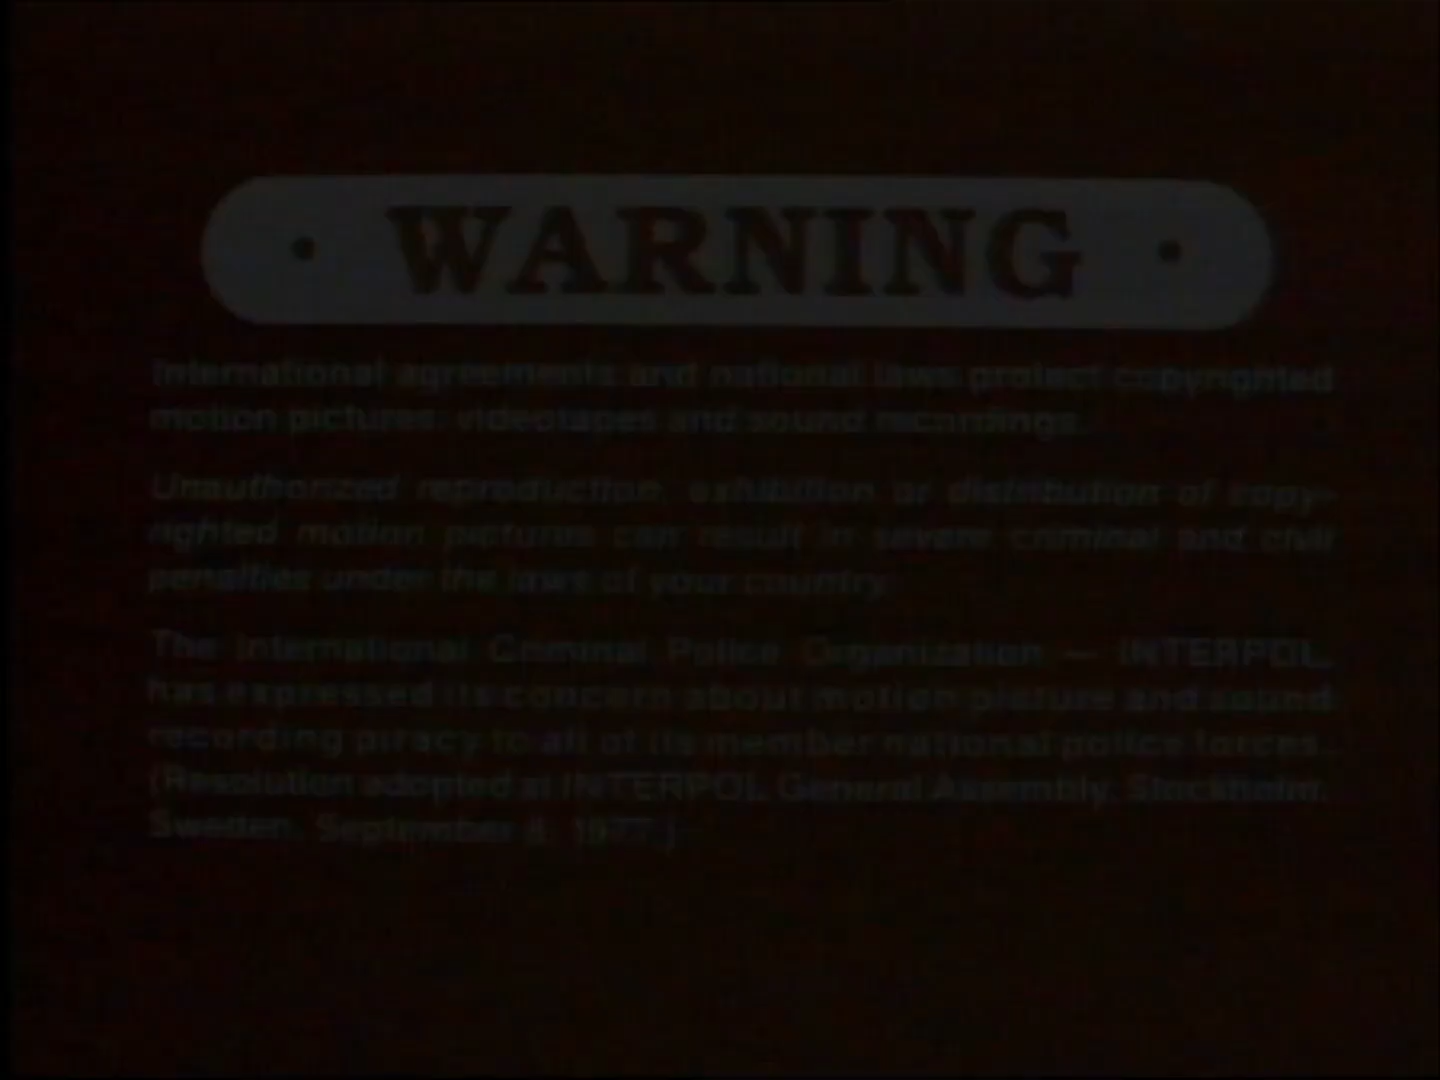 • WARNING •
International agreements and national laws protect copyrighted
motion pictures, videotapes and sound recordings.
Unauthorized reproduction, exhibition or distribution of copy-
righted motion pictures can result in severe criminal and civil
penalties under the laws of your country.
The International Criminal Police Organization — INTERPOL,
has expressed its concern about motion picture and sound
recording piracy to all of its member national police forces.
(Resolution adopted at INTERPOL General Assembly, Stockholm,
Sweden, September 8, 1977.)